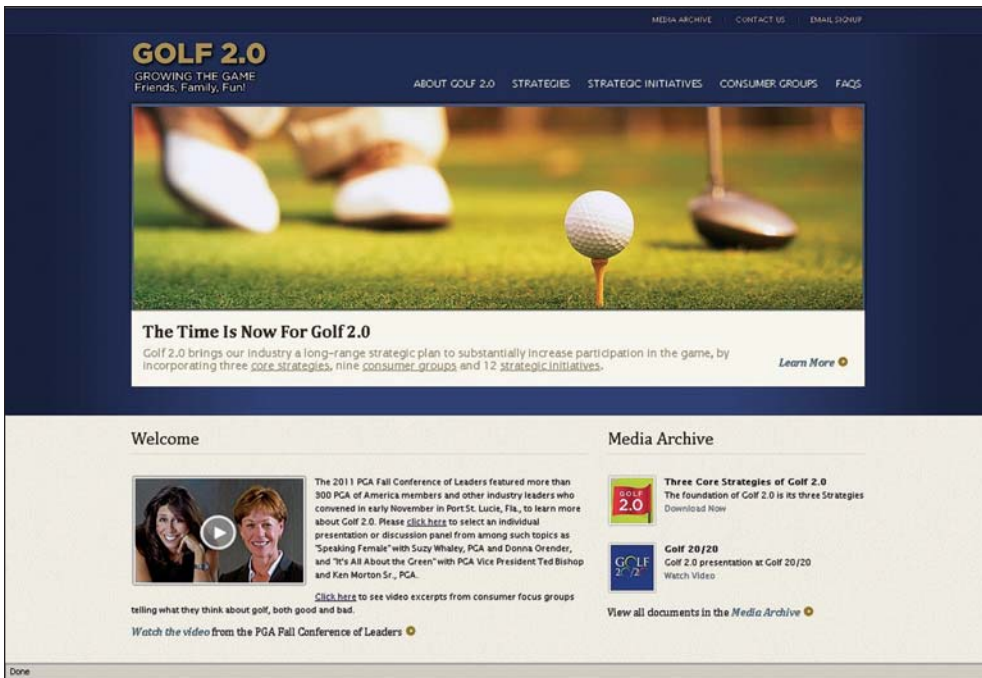 MEDIA ARCHIVE CONTACT US EMAIL SIGNUP
GOLF 2.0
GROWING THE GAME
Friends, Family, Fun!
ABOUT GOLF 2.0 STRATEGIES STRATEGIC INITIATIVES CONSUMER GROUPS FAQS
The Time Is Now For Golf 2.0
Golf 2.0 brings our industry a long-range strategic plan to substantially increase participation in the game, by
incorporating three core strategies, nine consumer groups and 12 strategic initiatives.
Learn More
Welcome
The 2011 PGA Fall Conference of Leaders featured more than
300 PGA of America members and other industry leaders who
convened in early November in Port St. Lucie, Fla., to learn more
about Golf 2.0. Please click here to select an individual
presentation or discussion panel from among such topics as
"Speaking Female" with Suzy Whaley, PGA and Donna Orender,
and "It's All About the Green" with PGA Vice President Ted Bishop
and Ken Morton Sr., PGA.
Click here to see video excerpts from consumer focus groups
telling what they think about golf, both good and bad.
Watch the video from the PGA Fall Conference of Leaders
Media Archive
GOLF
2.0
Three Core Strategies of Golf 2.0
The foundation of Golf 2.0 is its three Strategies
Download Now
GOLF
20/20
Golf 20/20
Golf 2.0 presentation at Golf 20/20
Watch Video
View all documents in the Media Archive
Done